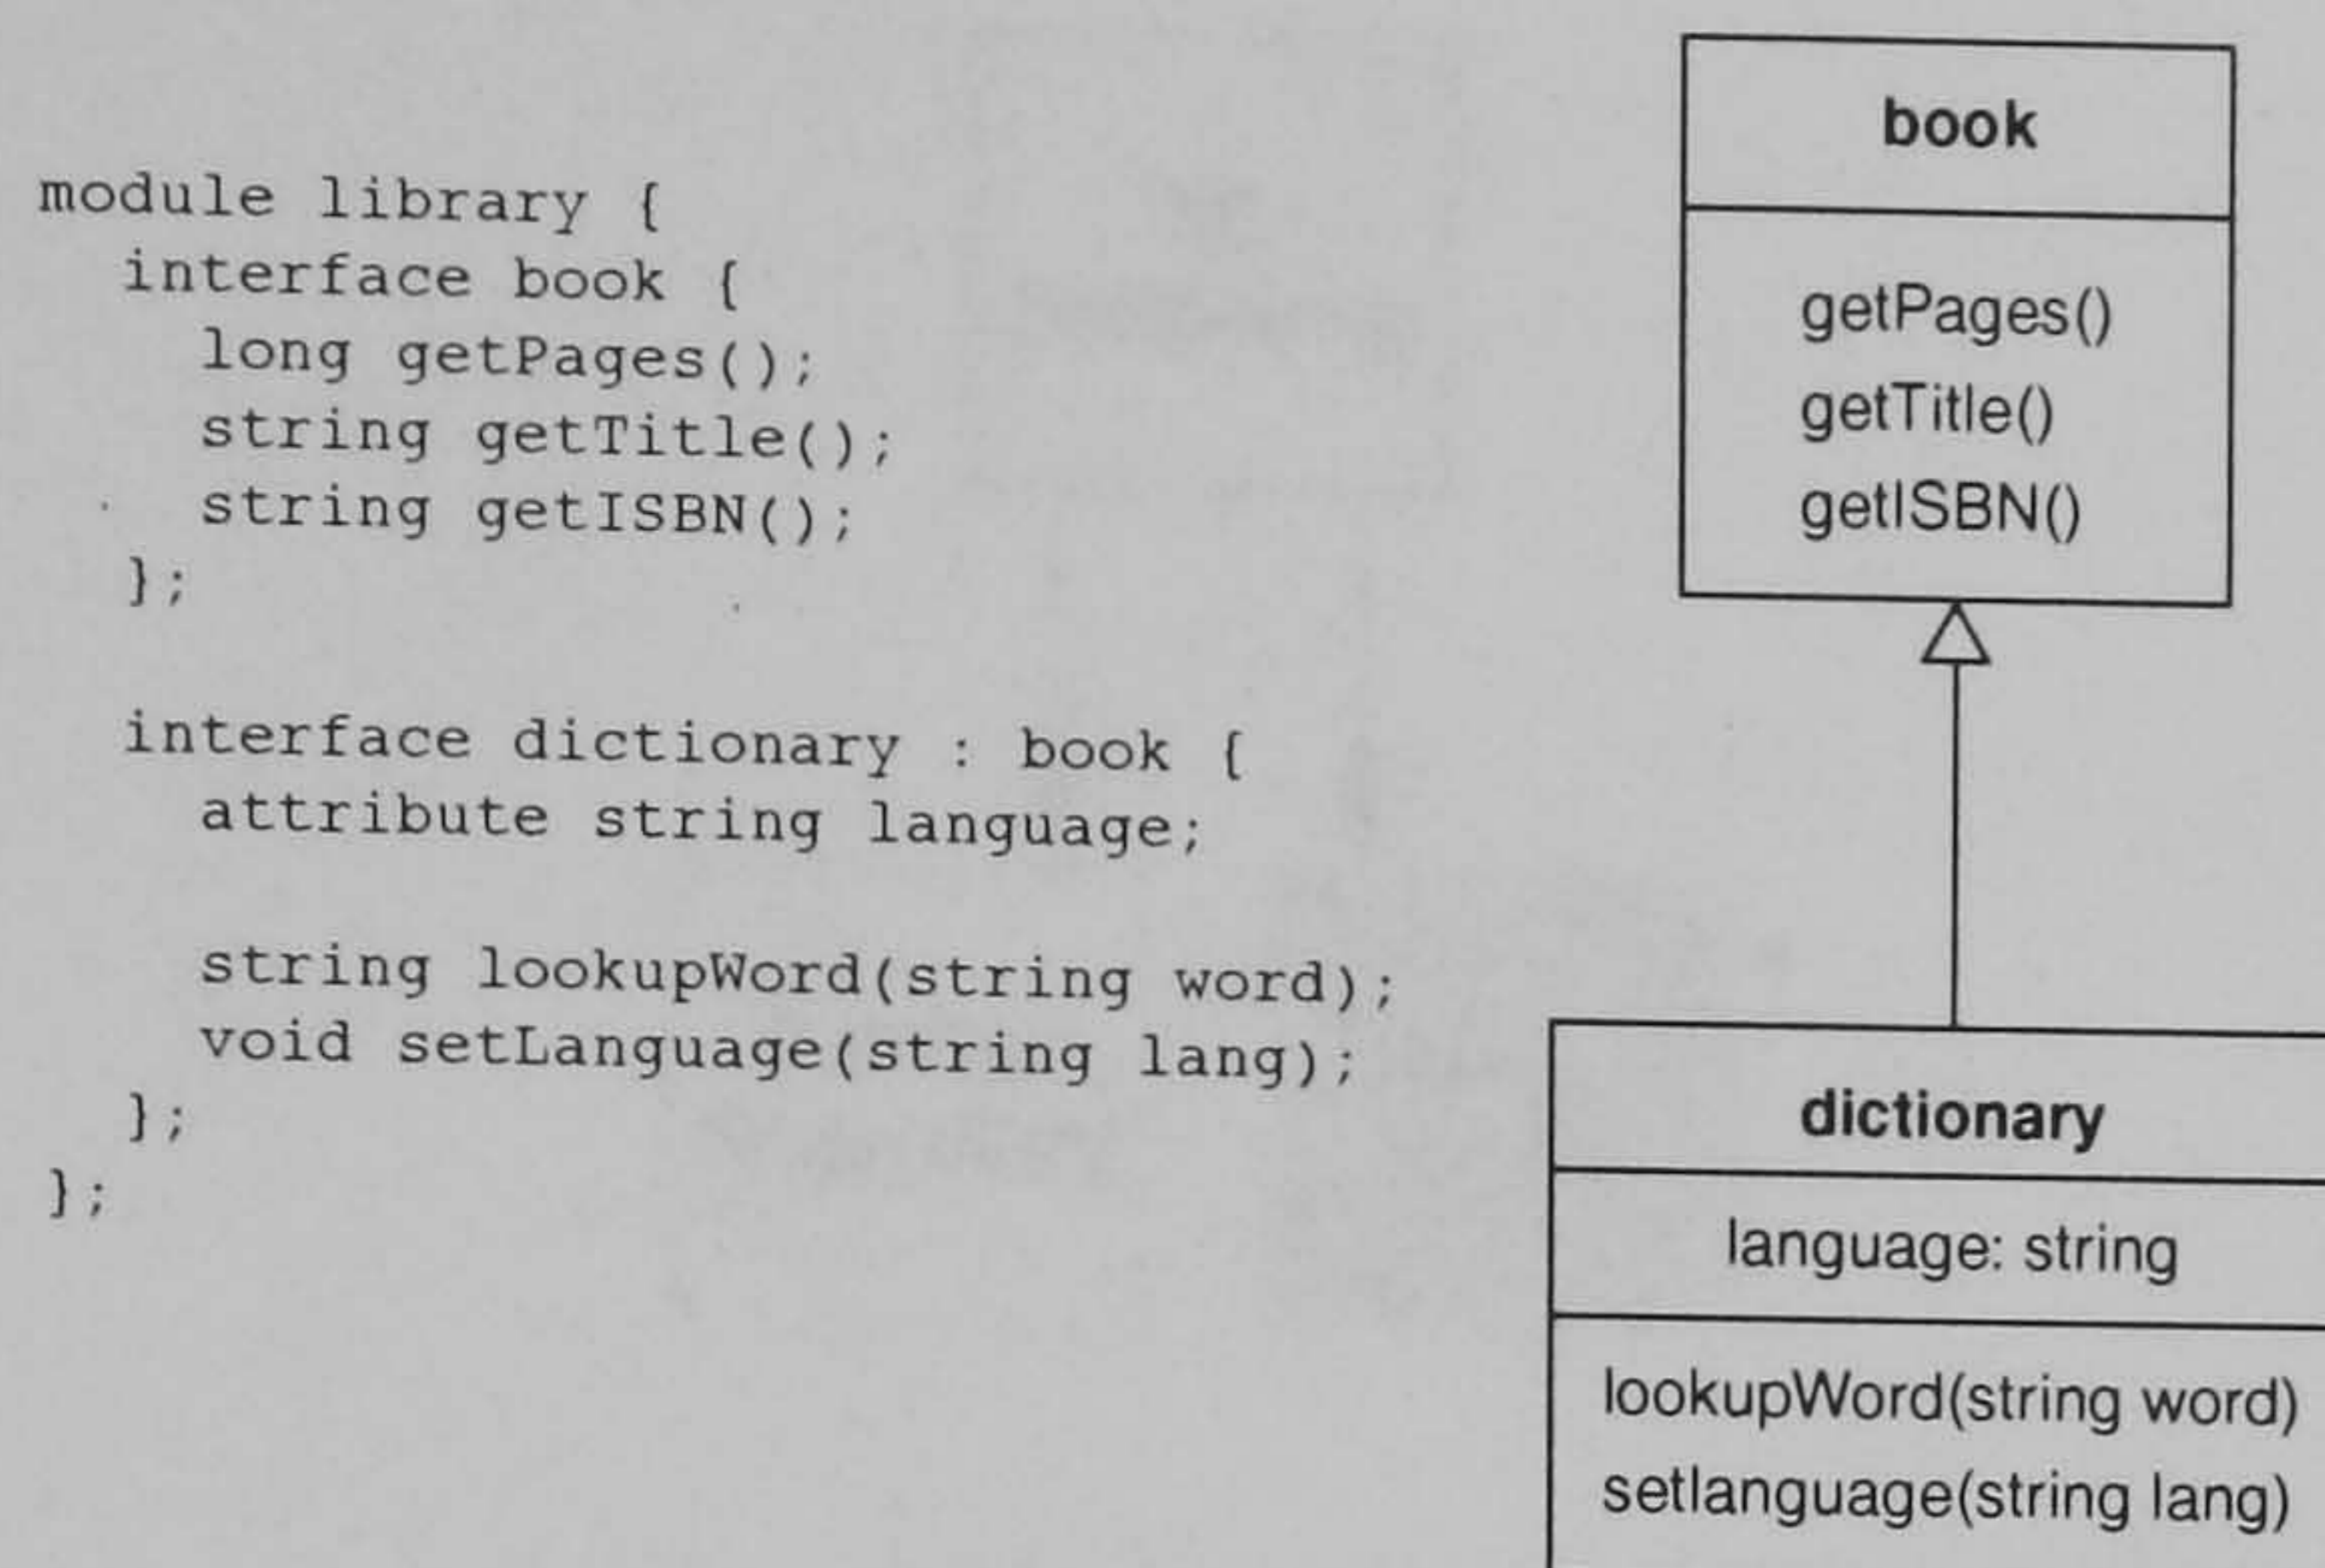 module library {
interface book {
long getPages();
string getTitle();
string getISBN();
};
interface dictionary : book {
attribute string language;
string lookupWord(string word);
void setLanguage(string lang);
};
};
book
getPages()
getTitle()
getISBN()
dictionary
language: string
lookupWord(string word)
setlanguage(string lang)